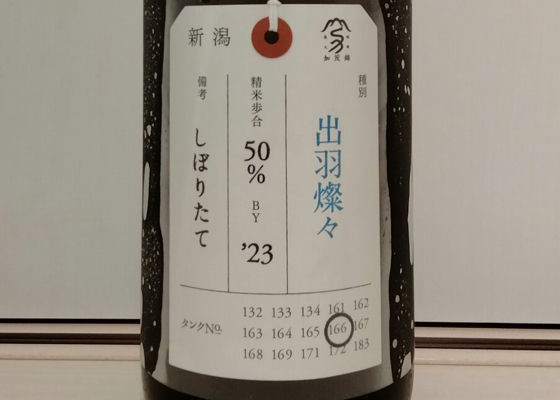 新潟
加茂錦
種別
出羽燦々
精米歩合
50
%
BY
'23
備考
しぼりたて
タンクNo.
132 133 134 161 162
163 164 165 166 167
168 169 171 172 183